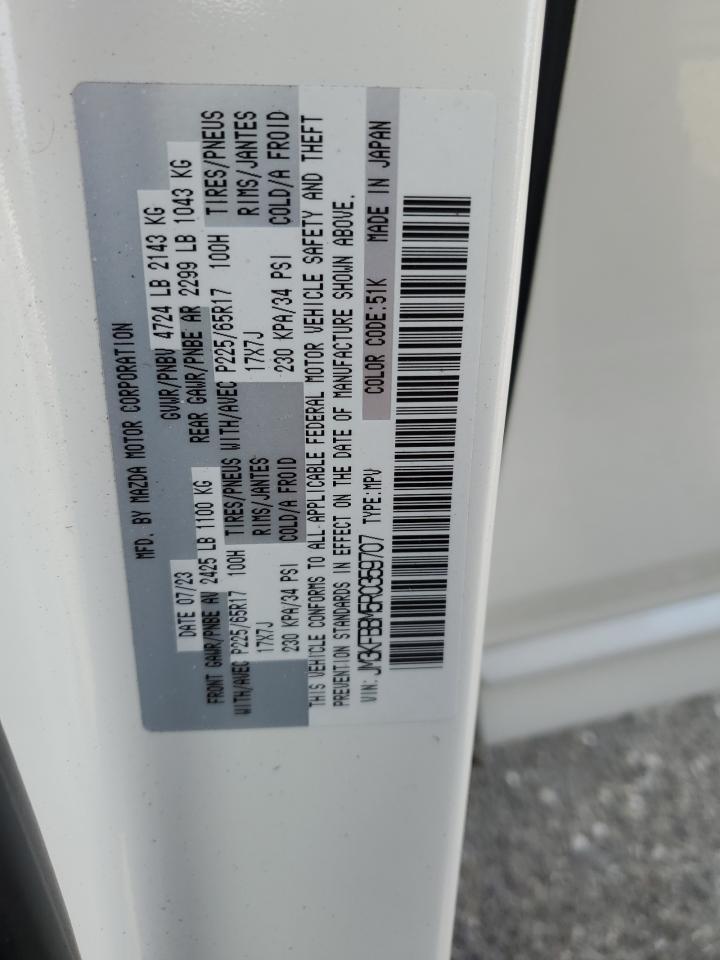 MFD. BY MAZDA MOTOR CORPORATION
DATE 07/23 GVWR/PNBV 4724 LB 2143 KG
FRONT GAWR/PNBE AV 2425 LB 1100 KG REAR GAWR/PNBE AR 2299 LB 1043 KG
WITH/AVEC P225/65R17 100H TIRES/PNEUS WITH/AVEC P225/65R17 100H TIRES/PNEUS
17X7J RIMS/JANTES 17X7J RIMS/JANTES
230 KPA/34 PSI COLD/A FROID 230 KPA/34 PSI COLD/A FROID
THIS VEHICLE CONFORMS TO ALL APPLICABLE FEDERAL MOTOR VEHICLE SAFETY AND THEFT
PREVENTION STANDARDS IN EFFECT ON THE DATE OF MANUFACTURE SHOWN ABOVE.
VIN: JM3KFBBM5R0359707 TYPE:MPV COLOR CODE:51K MADE IN JAPAN